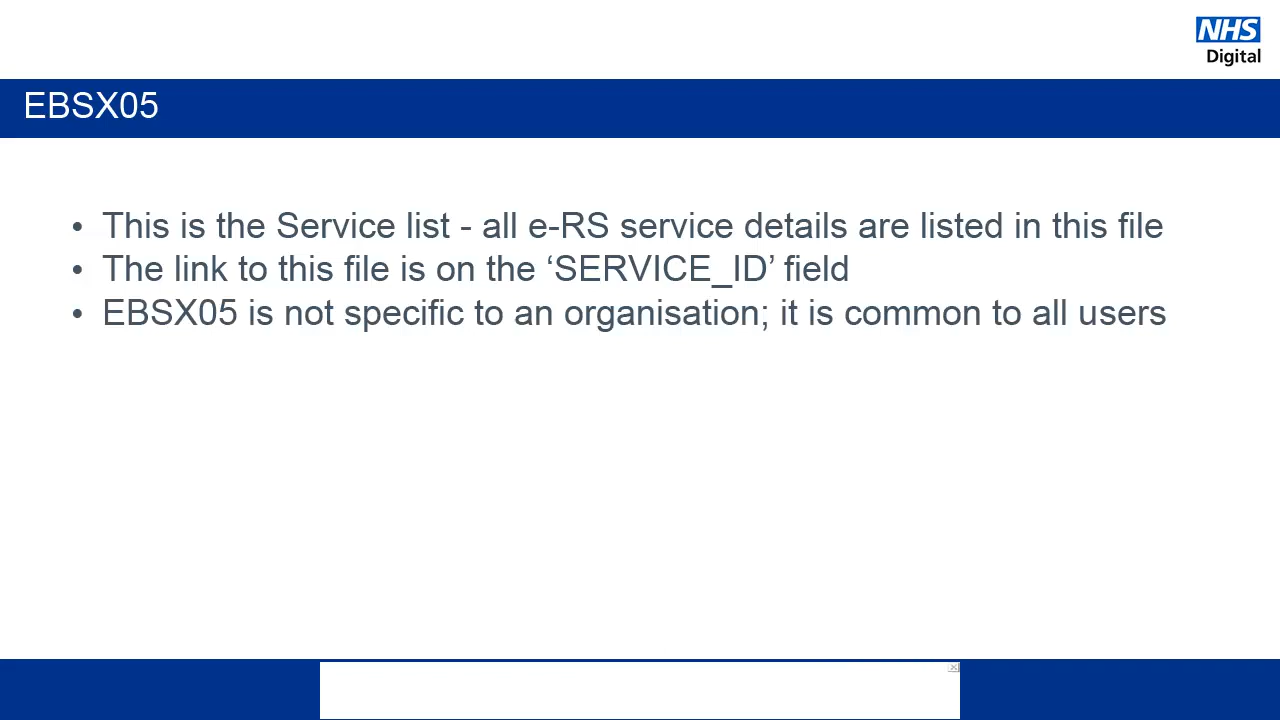 NHS
Digital
EBSX05
• This is the Service list - all e-RS service details are listed in this file
• The link to this file is on the ‘SERVICE_ID’ field
• EBSX05 is not specific to an organisation; it is common to all users